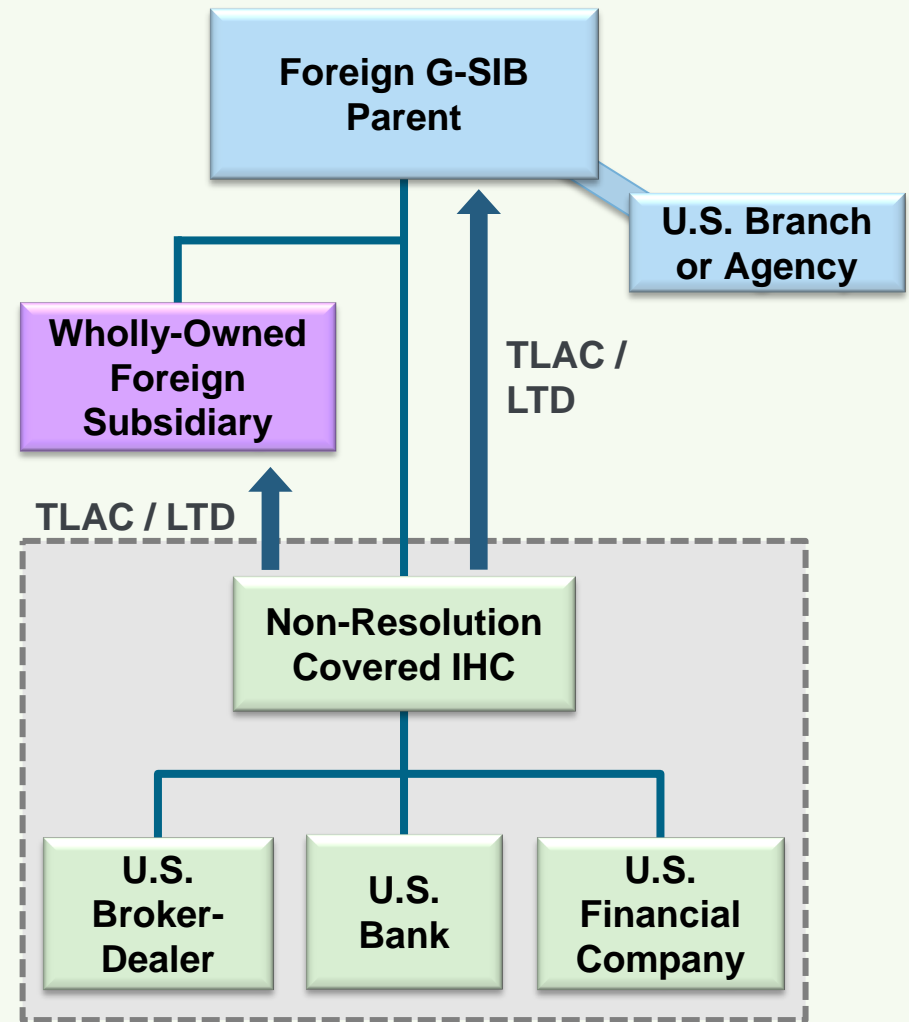 Foreign G-SIB
Parent
U.S. Branch
or Agency
Wholly-Owned
Foreign
Subsidiary
TLAC /
LTD
TLAC / LTD
Non-Resolution
Covered IHC
U.S.
Broker-
Dealer
U.S.
Bank
U.S.
Financial
Company